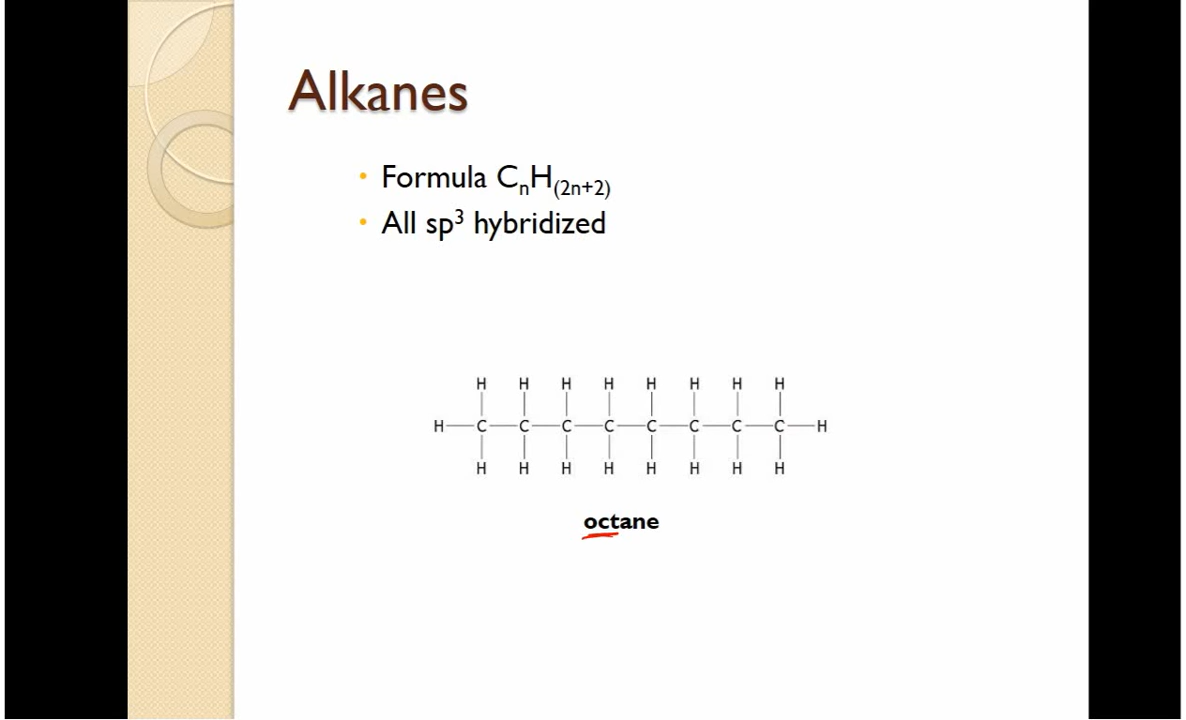 Alkanes
• Formula CₙH₍₂ₙ₊₂₎
• All sp³ hybridized
H H H H H H H H
H C C C C C C C C H
H H H H H H H H
octane